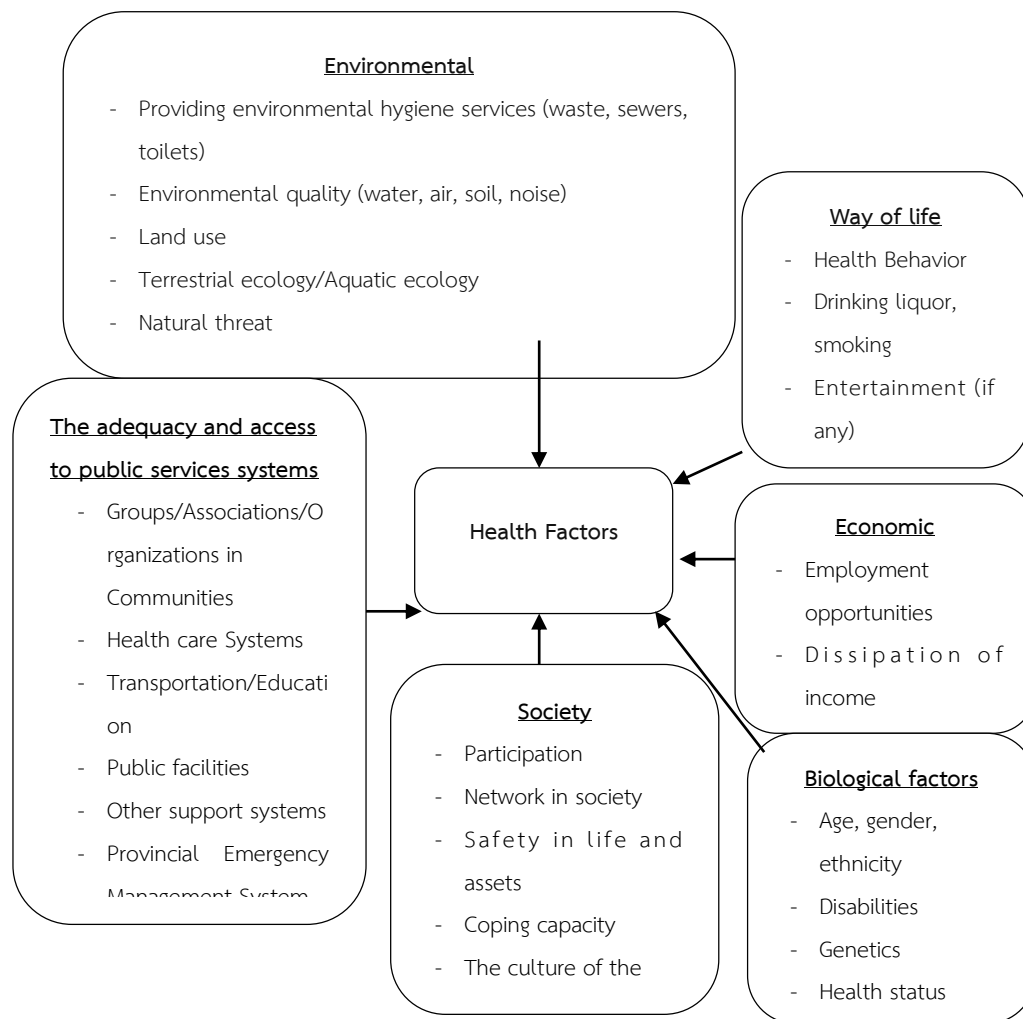 Environmental
- Providing environmental hygiene services (waste, sewers,
toilets)
- Environmental quality (water, air, soil, noise)
- Land use
- Terrestrial ecology/Aquatic ecology
- Natural threat
Way of life
- Health Behavior
- Drinking liquor,
smoking
- Entertainment (if
any)
The adequacy and access
to public services systems
- Groups/Associations/O
rganizations in
Communities
- Health care Systems
- Transportation/Educati
on
- Public facilities
- Other support systems
- Provincial Emergency
Management System
Health Factors
Economic
- Employment
opportunities
- Dissipation of
income
Society
- Participation
- Network in society
- Safety in life and
assets
- Coping capacity
- The culture of the
Biological factors
- Age, gender,
ethnicity
- Disabilities
- Genetics
- Health status